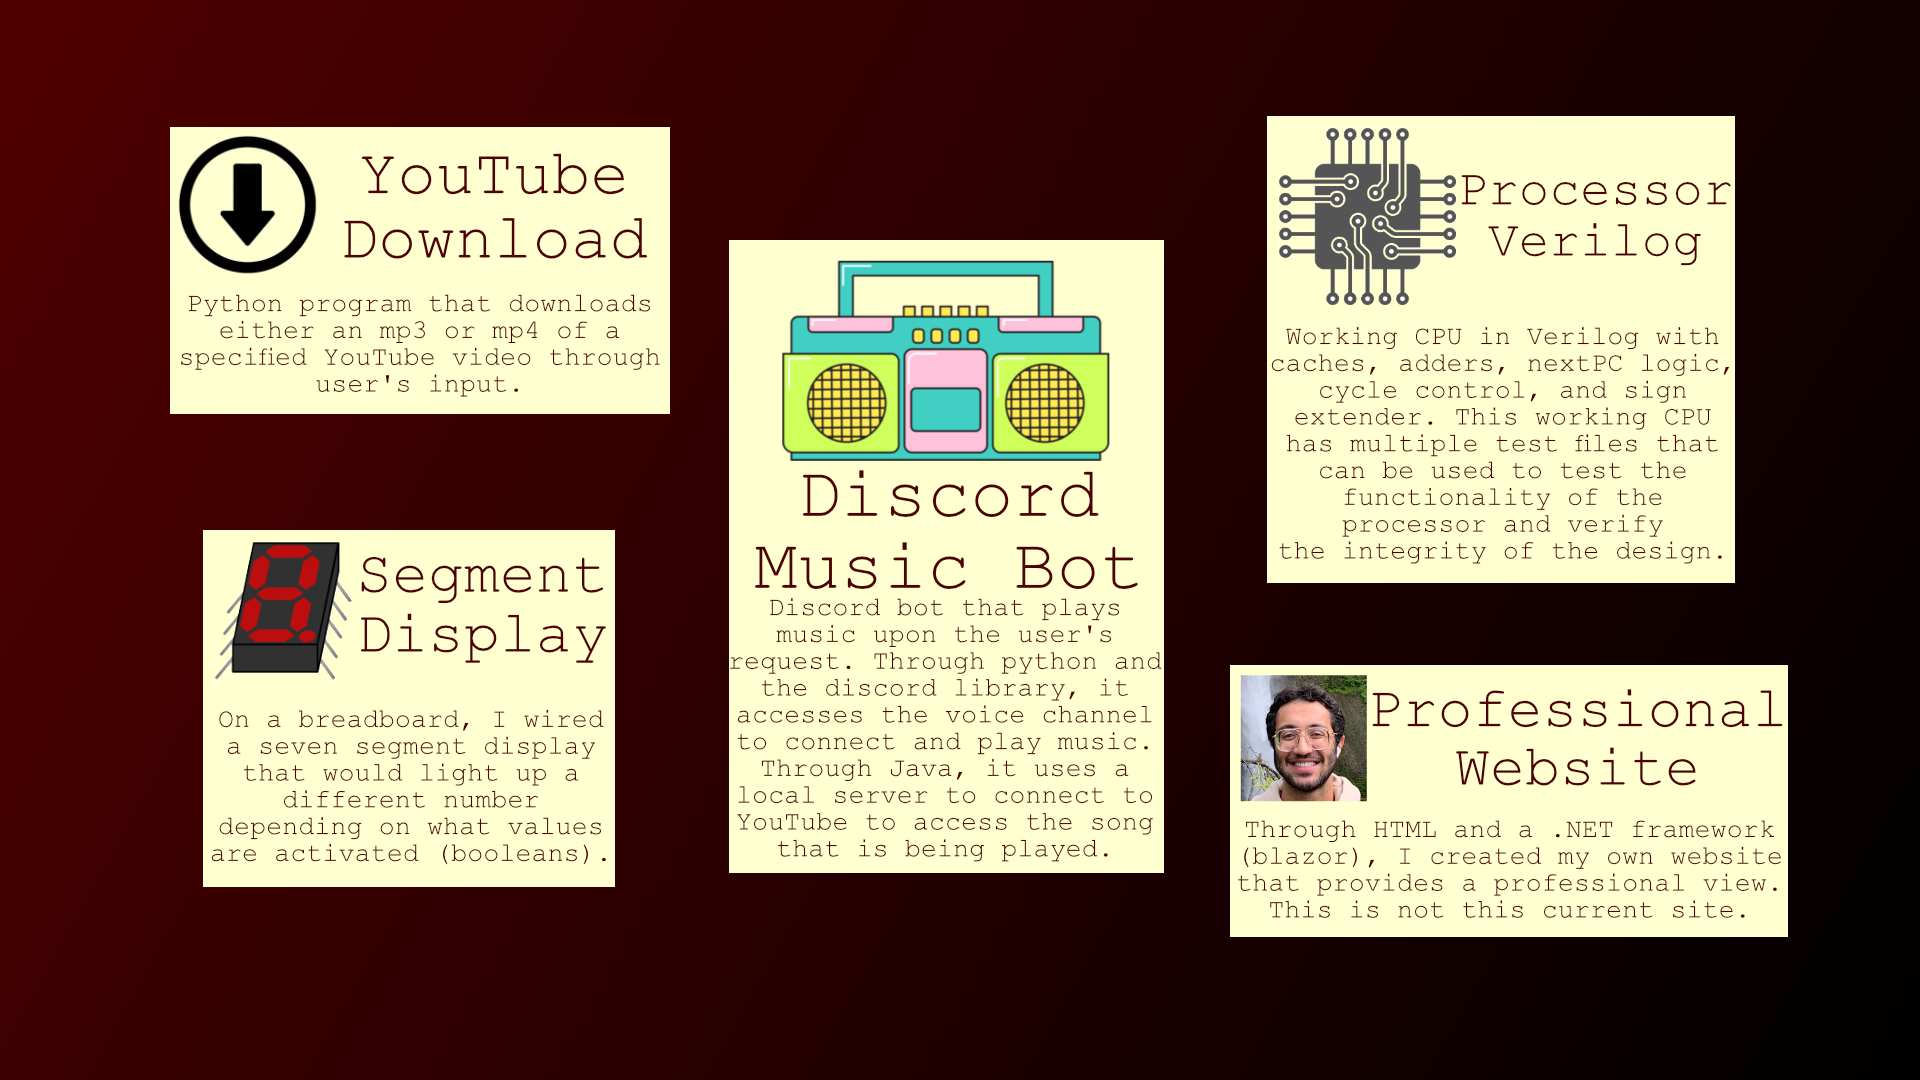 YouTube
Download
Python program that downloads
either an mp3 or mp4 of a
specified YouTube video through
user's input.
Segment
Display
On a breadboard, I wired
a seven segment display
that would light up a
different number
depending on what values
are activated (booleans).
Discord
Music Bot
Discord bot that plays
music upon the user's
request. Through python and
the discord library, it
accesses the voice channel
to connect and play music.
Through Java, it uses a
local server to connect to
YouTube to access the song
that is being played.
Processor
Verilog
Working CPU in Verilog with
caches, adders, nextPC logic,
cycle control, and sign
extender. This working CPU
has multiple test files that
can be used to test the
functionality of the
processor and verify
the integrity of the design.
Professional
Website
Through HTML and a .NET framework
(blazor), I created my own website
that provides a professional view.
This is not this current site.